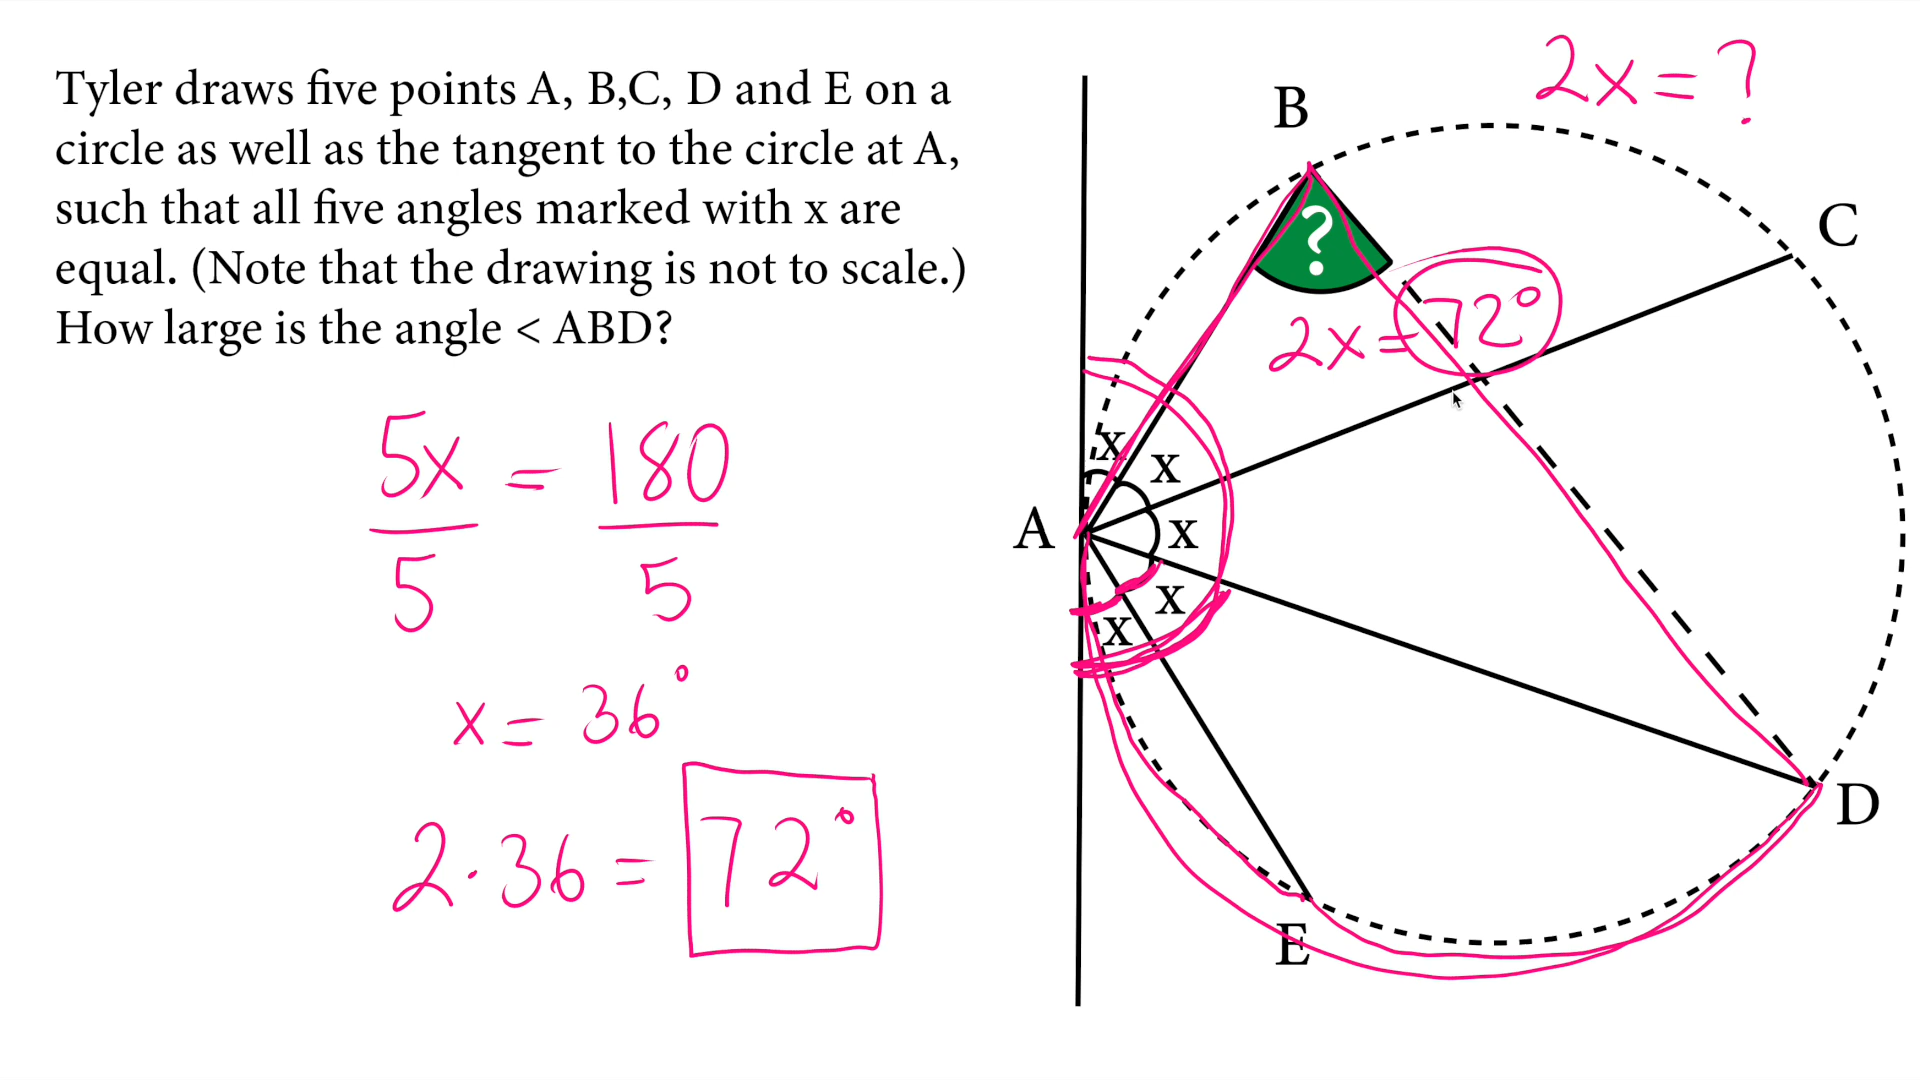 Tyler draws five points A, B,C, D and E on a
circle as well as the tangent to the circle at A,
such that all five angles marked with x are
equal. (Note that the drawing is not to scale.)
How large is the angle < ABD?
5x = 180
5 5
x = 36°
2·36 = 72°
2x = ?
B
C
?
2x = 72°
x
x
A
x
x
x
D
E